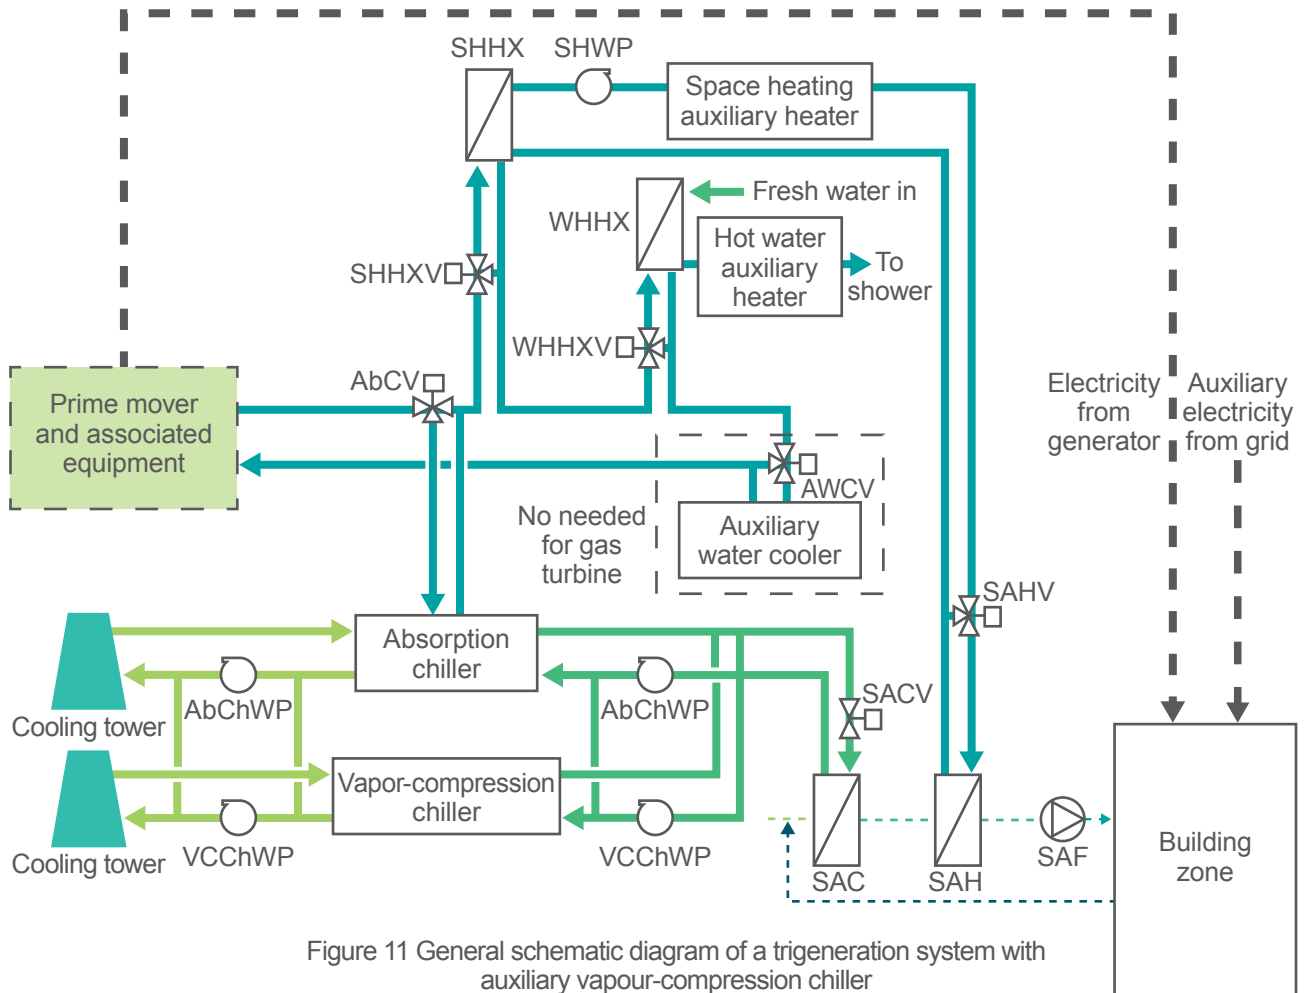 SHHX
SHWP
Space heating
auxiliary heater
WHHX
Fresh water in
Hot water
auxiliary
heater
To
shower
SHHXV
WHHXV
AbCV
Prime mover
and associated
equipment
Electricity
from
generator
Auxiliary
electricity
from grid
AWCV
No needed
for gas
turbine
Auxiliary
water cooler
SAHV
Absorption
chiller
AbChWP
AbChWP
SACV
Cooling tower
Vapor-compression
chiller
VCChWP
VCChWP
Cooling tower
SAC
SAH
SAF
Building
zone
Figure 11 General schematic diagram of a trigeneration system with
auxiliary vapour-compression chiller